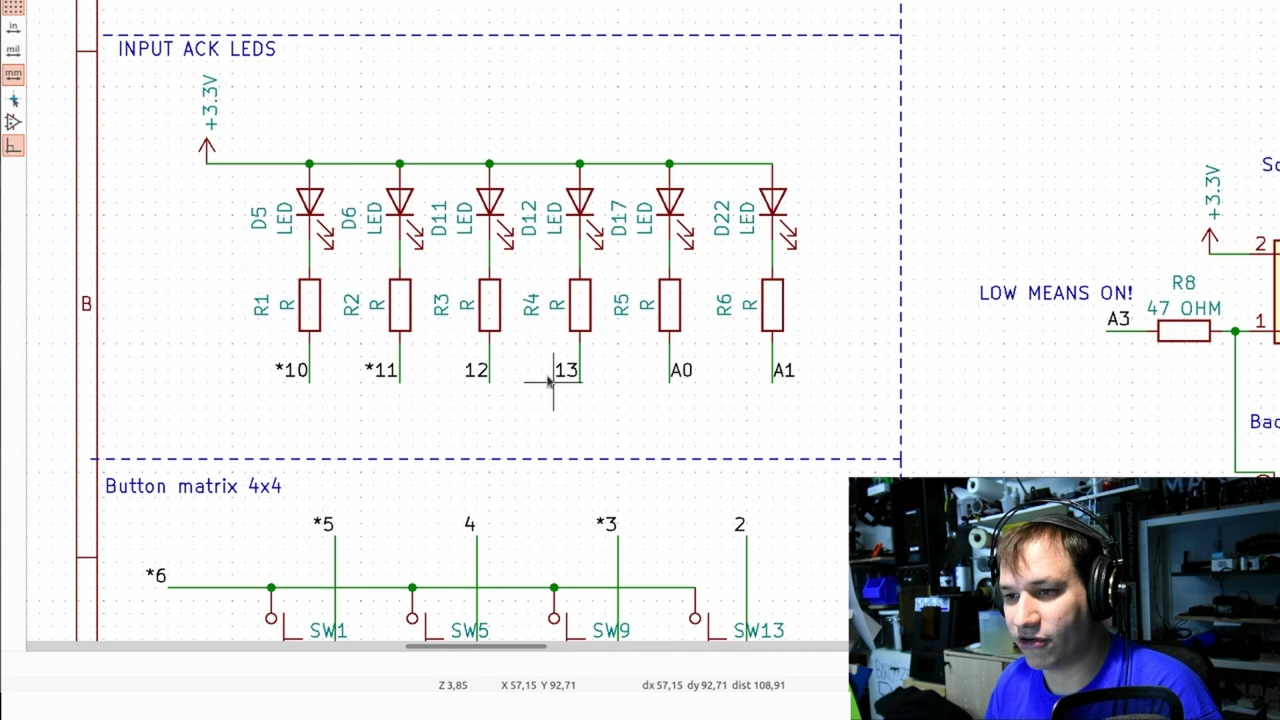 in
mil
mm
INPUT ACK LEDS
+3.3V
D5 LED
D6 LED
D11 LED
D12 LED
D17 LED
D22 LED
R1 R
R2 R
R3 R
R4 R
R5 R
R6 R
*10 *11 12 13 A0 A1
B
+3.3V
2
LOW MEANS ON!
R8
47 OHM
A3
1
Button matrix 4x4
*5 4 *3 2
*6
SW1 SW5 SW9 SW13
Z 3,85 X 57,15 Y 92,71 dx 57,15 dy 92,71 dist 108,91